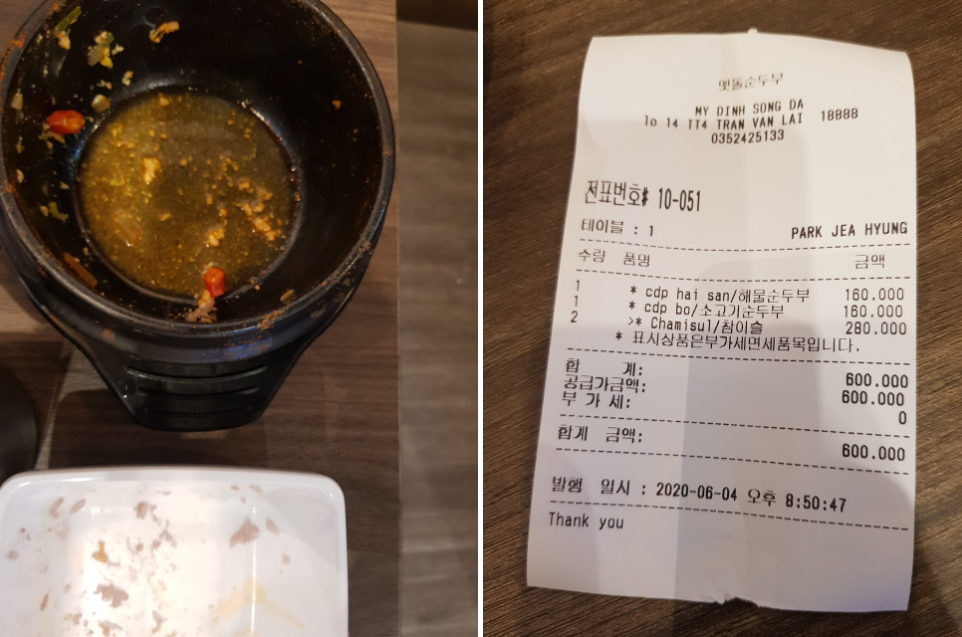 맷돌순두부
MY DINH SONG DA
lo 14 TT4 TRAN VAN LAI 18888
0352425133
전표번호# 10-051
테이블 : 1 PARK JEA HYUNG
수량 품명 금액
1 * cdp hai san/해물순두부 160.000
1 * cdp bo/소고기순두부 160.000
2 >* Chamisul/참이슬 280.000
* 표시상품은부가세면세품목입니다.
합 계: 600.000
공급가금액: 600.000
부 가 세: 0
합계 금액: 600.000
발행 일시 : 2020-06-04 오후 8:50:47
Thank you